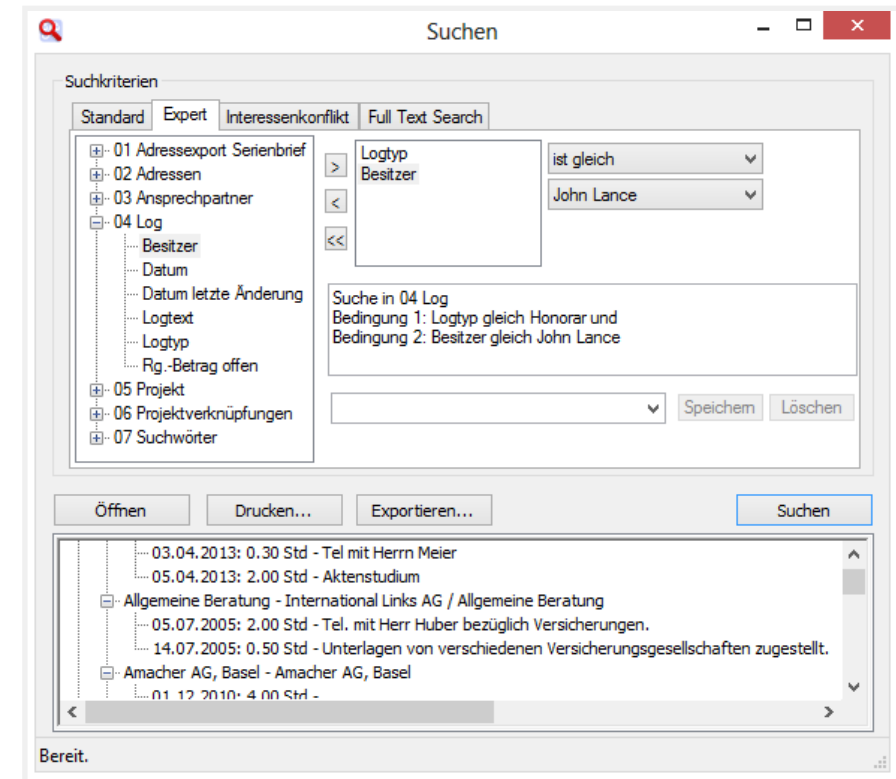 Suchen
Suchkriterien
Standard Expert Interessenkonflikt Full Text Search
01 Adressexport Serienbrief
02 Adressen
03 Ansprechpartner
04 Log
Besitzer
Datum
Datum letzte Änderung
Logtext
Logtyp
Rg.-Betrag offen
05 Projekt
06 Projektverknüpfungen
07 Suchwörter
>
<
<<
Logtyp
Besitzer
ist gleich
John Lance
Suche in 04 Log
Bedingung 1: Logtyp gleich Honorar und
Bedingung 2: Besitzer gleich John Lance
Speichern Löschen
Öffnen Drucken... Exportieren... Suchen
03.04.2013: 0.30 Std - Tel mit Herrn Meier
05.04.2013: 2.00 Std - Aktenstudium
Allgemeine Beratung - International Links AG / Allgemeine Beratung
05.07.2005: 2.00 Std - Tel. mit Herr Huber bezüglich Versicherungen.
14.07.2005: 0.50 Std - Unterlagen von verschiedenen Versicherungsgesellschaften zugestellt.
Amacher AG, Basel - Amacher AG, Basel
01.12.2010: 4.00 Std -
Bereit.